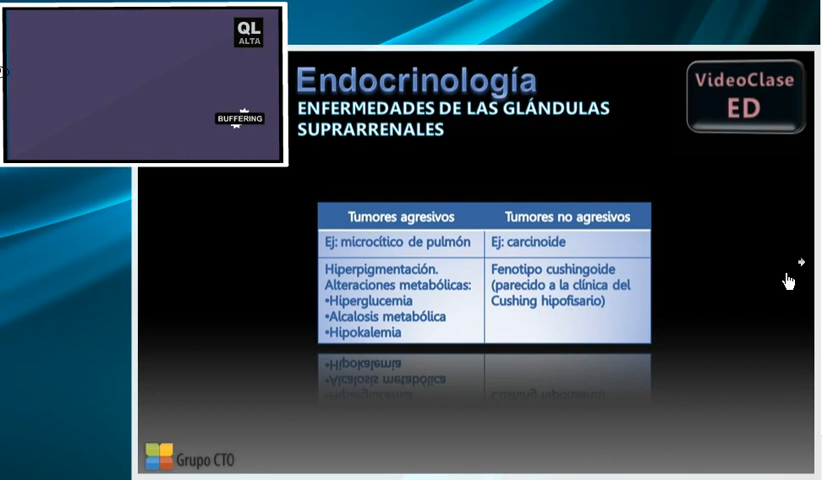 QL
ALTA
BUFFERING
Endocrinología
ENFERMEDADES DE LAS GLÁNDULAS
SUPRARRENALES
VideoClase
ED
Tumores agresivos
Tumores no agresivos
Ej: microcítico de pulmón
Ej: carcinoide
Hiperpigmentación.
Alteraciones metabólicas:
•Hiperglucemia
•Alcalosis metabólica
•Hipokalemia
Fenotipo cushingoide
(parecido a la clínica del
Cushing hipofisario)
Grupo CTO